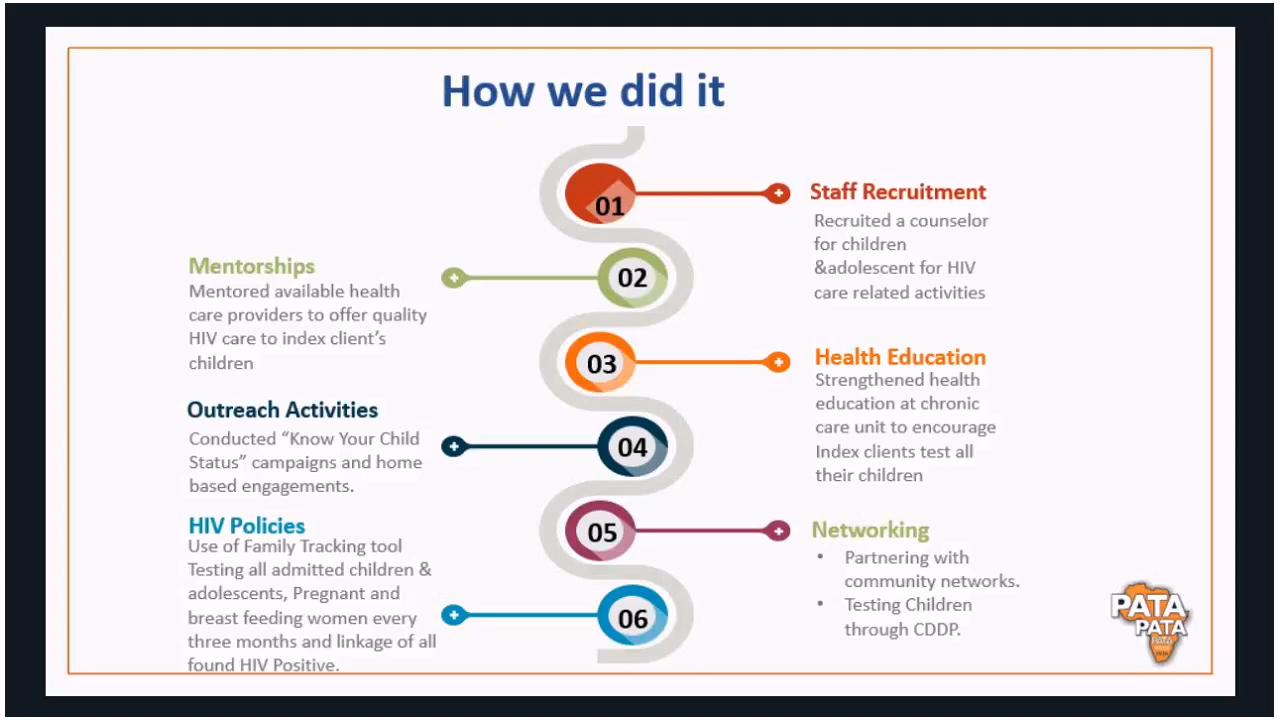 How we did it
01
Staff Recruitment
Recruited a counselor
for children
&adolescent for HIV
care related activities
02
Mentorships
Mentored available health
care providers to offer quality
HIV care to index client's
children
03
Health Education
Strengthened health
education at chronic
care unit to encourage
Index clients test all
their children
04
Outreach Activities
Conducted “Know Your Child
Status” campaigns and home
based engagements.
05
Networking
• Partnering with
community networks.
• Testing Children
through CDDP.
06
HIV Policies
Use of Family Tracking tool
Testing all admitted children &
adolescents, Pregnant and
breast feeding women every
three months and linkage of all
found HIV Positive.
PATA
PATA
PATA